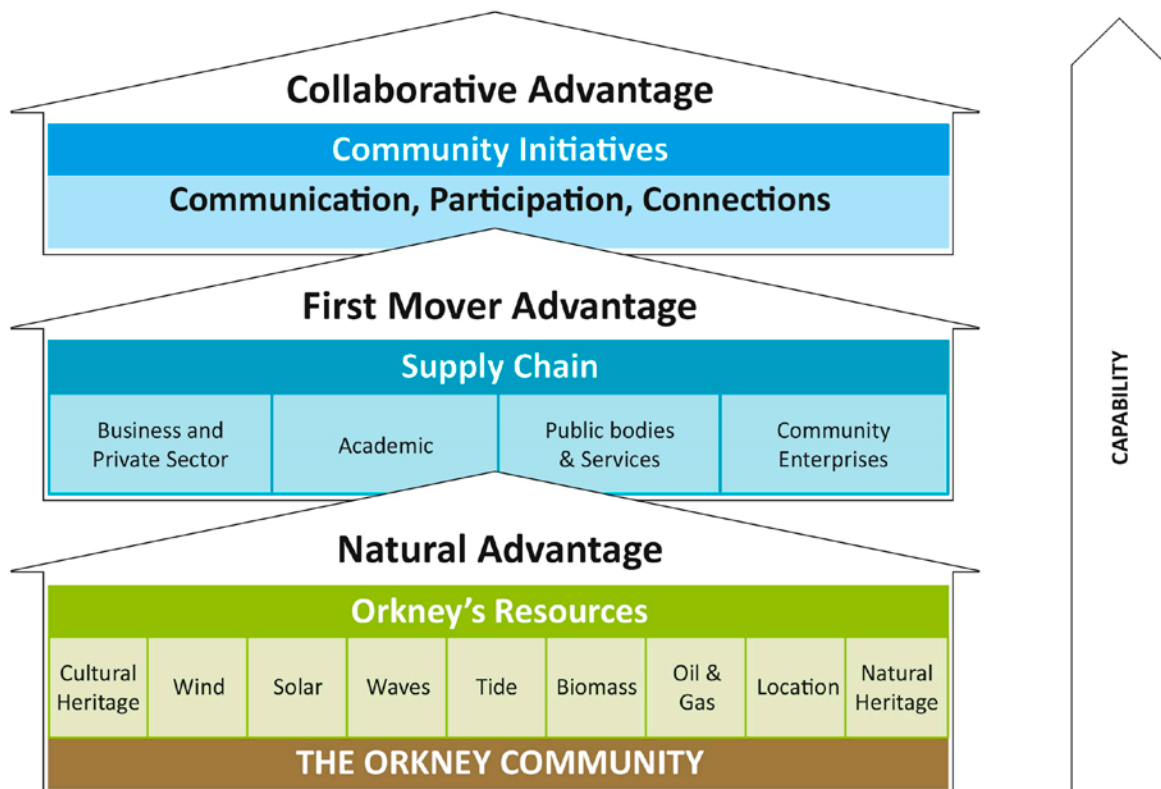 Collaborative Advantage
Community Initiatives
Communication, Participation, Connections
First Mover Advantage
Supply Chain
Business and
Private Sector
Academic
Public bodies
& Services
Community
Enterprises
Natural Advantage
Orkney’s Resources
Cultural
Heritage
Wind
Solar
Waves
Tide
Biomass
Oil &
Gas
Location
Natural
Heritage
THE ORKNEY COMMUNITY
CAPABILITY